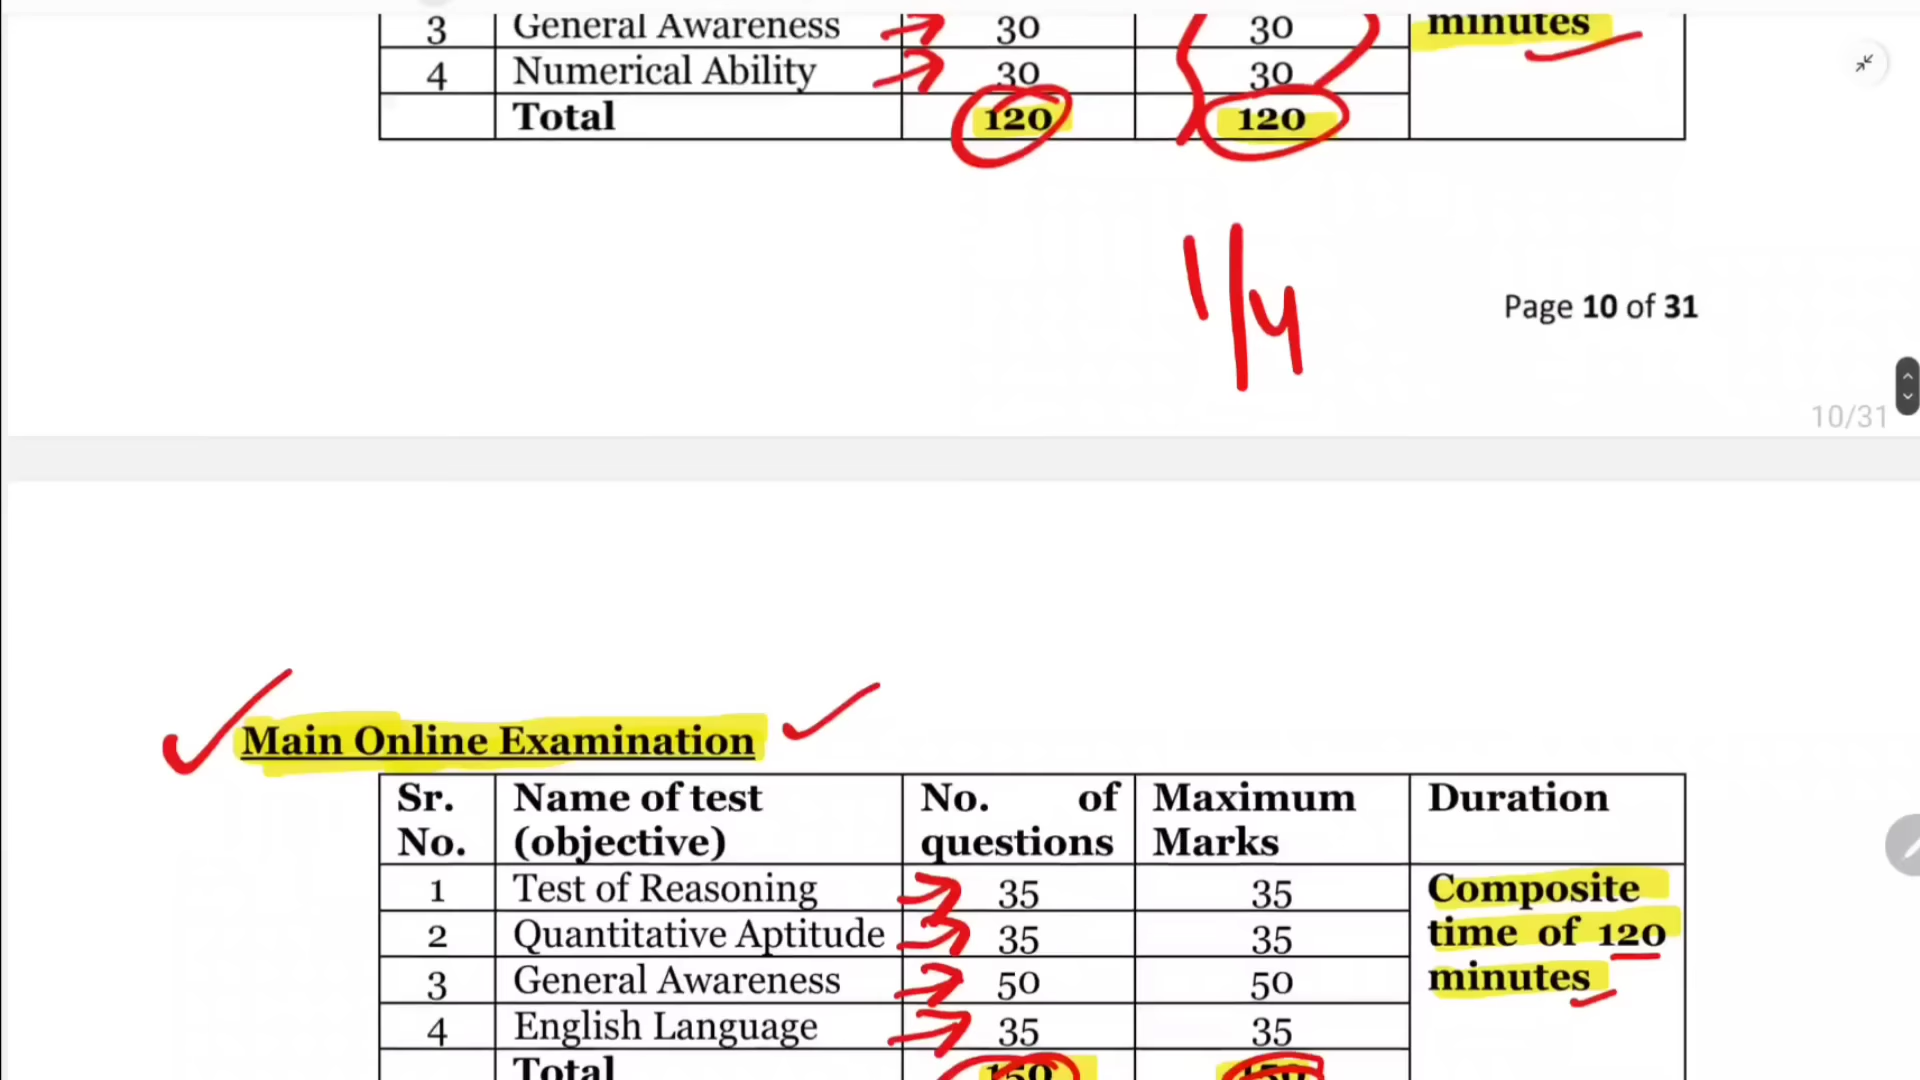 3 General Awareness 30 30 minutes
4 Numerical Ability 30 30
Total 120 120
1/4
Page 10 of 31
10/31
Main Online Examination
Sr. No. Name of test (objective) No. of questions Maximum Marks Duration
1 Test of Reasoning 35 35 Composite
2 Quantitative Aptitude 35 35 time of 120
3 General Awareness 50 50 minutes
4 English Language 35 35
Total